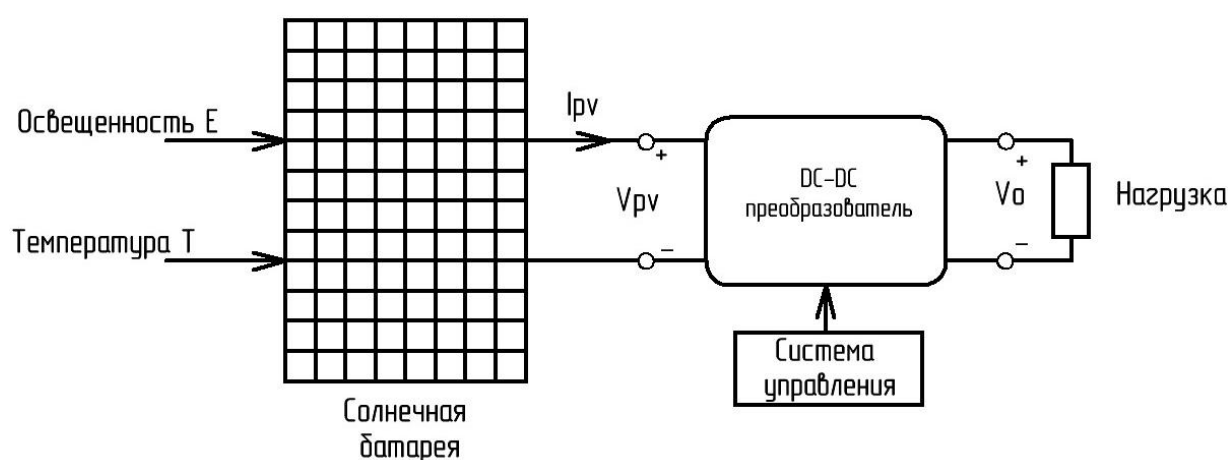 Освещенность E
Температура T
Солнечная
батарея
Ipv
+
Vpv
−
DC-DC
преобразователь
Система
управления
+
Vo
−
Нагрузка